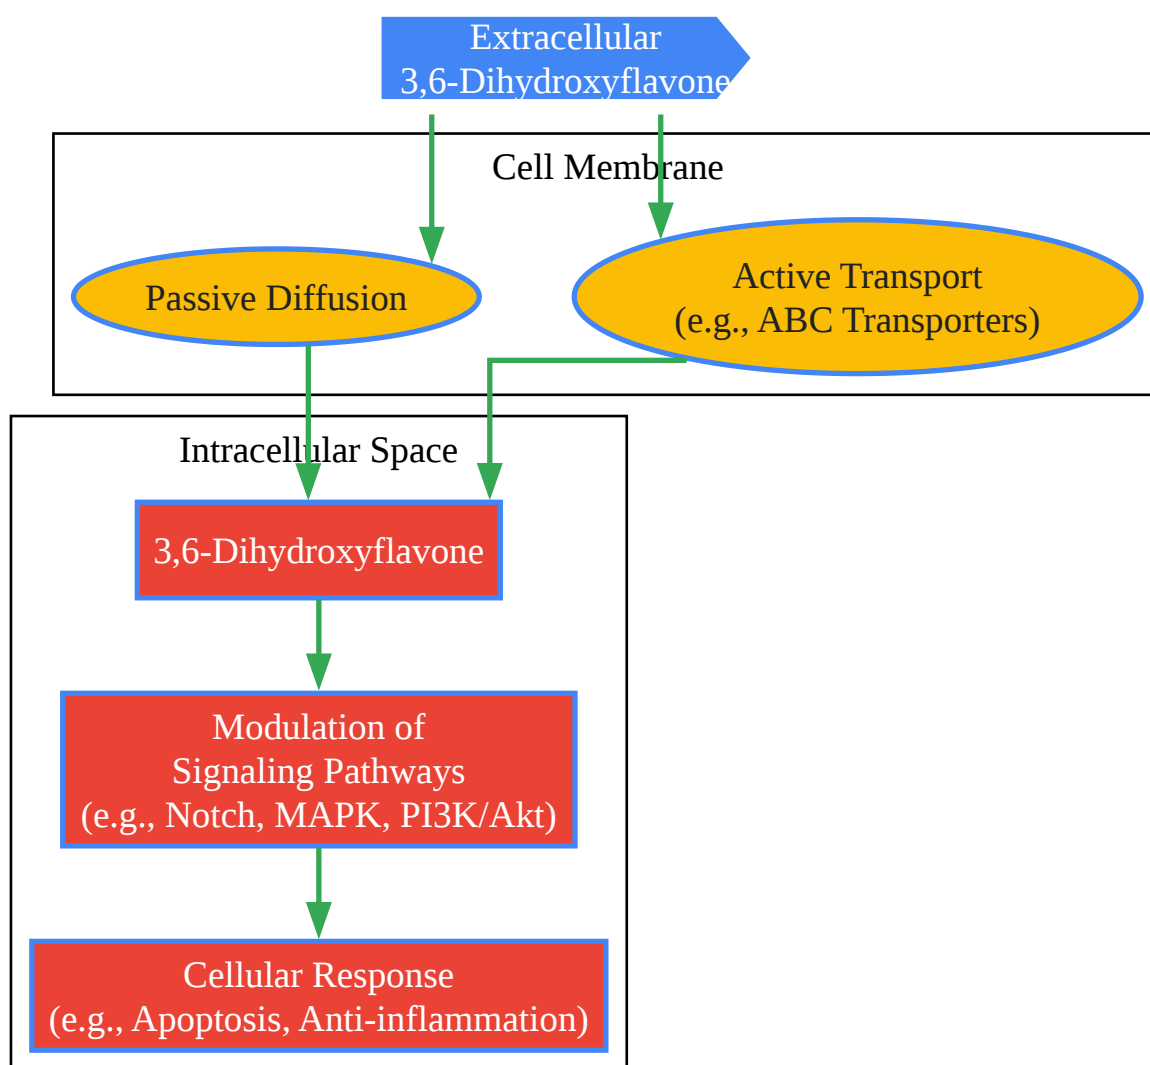 Extracellular
3,6-Dihydroxyflavone
Cell Membrane
Passive Diffusion
Active Transport
(e.g., ABC Transporters)
Intracellular Space
3,6-Dihydroxyflavone
Modulation of
Signaling Pathways
(e.g., Notch, MAPK, PI3K/Akt)
Cellular Response
(e.g., Apoptosis, Anti-inflammation)